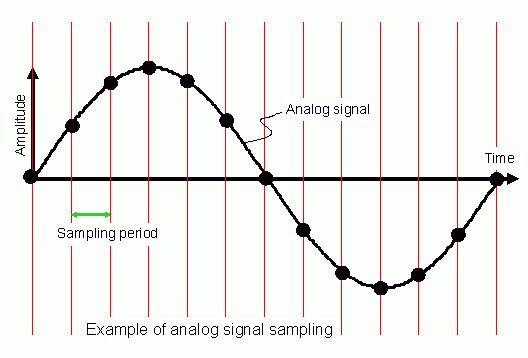 Amplitude
Analog signal
Time
Sampling period
Example of analog signal sampling